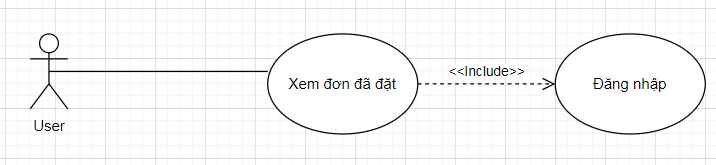 Xem đơn đã đặt
<<Include>>
Đăng nhập
User